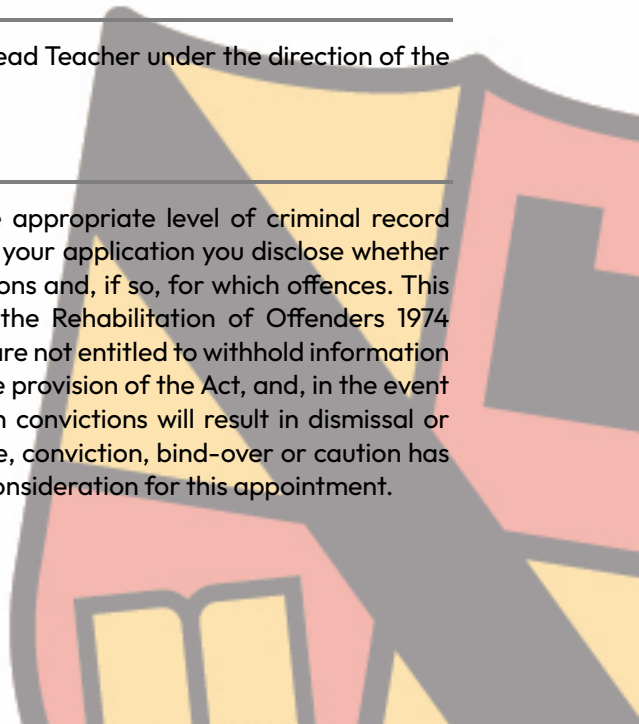 ead Teacher under the direction of the
appropriate level of criminal record
your application you disclose whether
ons and, if so, for which offences. This
the Rehabilitation of Offenders 1974
are not entitled to withhold information
e provision of the Act, and, in the event
n convictions will result in dismissal or
e, conviction, bind-over or caution has
onsideration for this appointment.